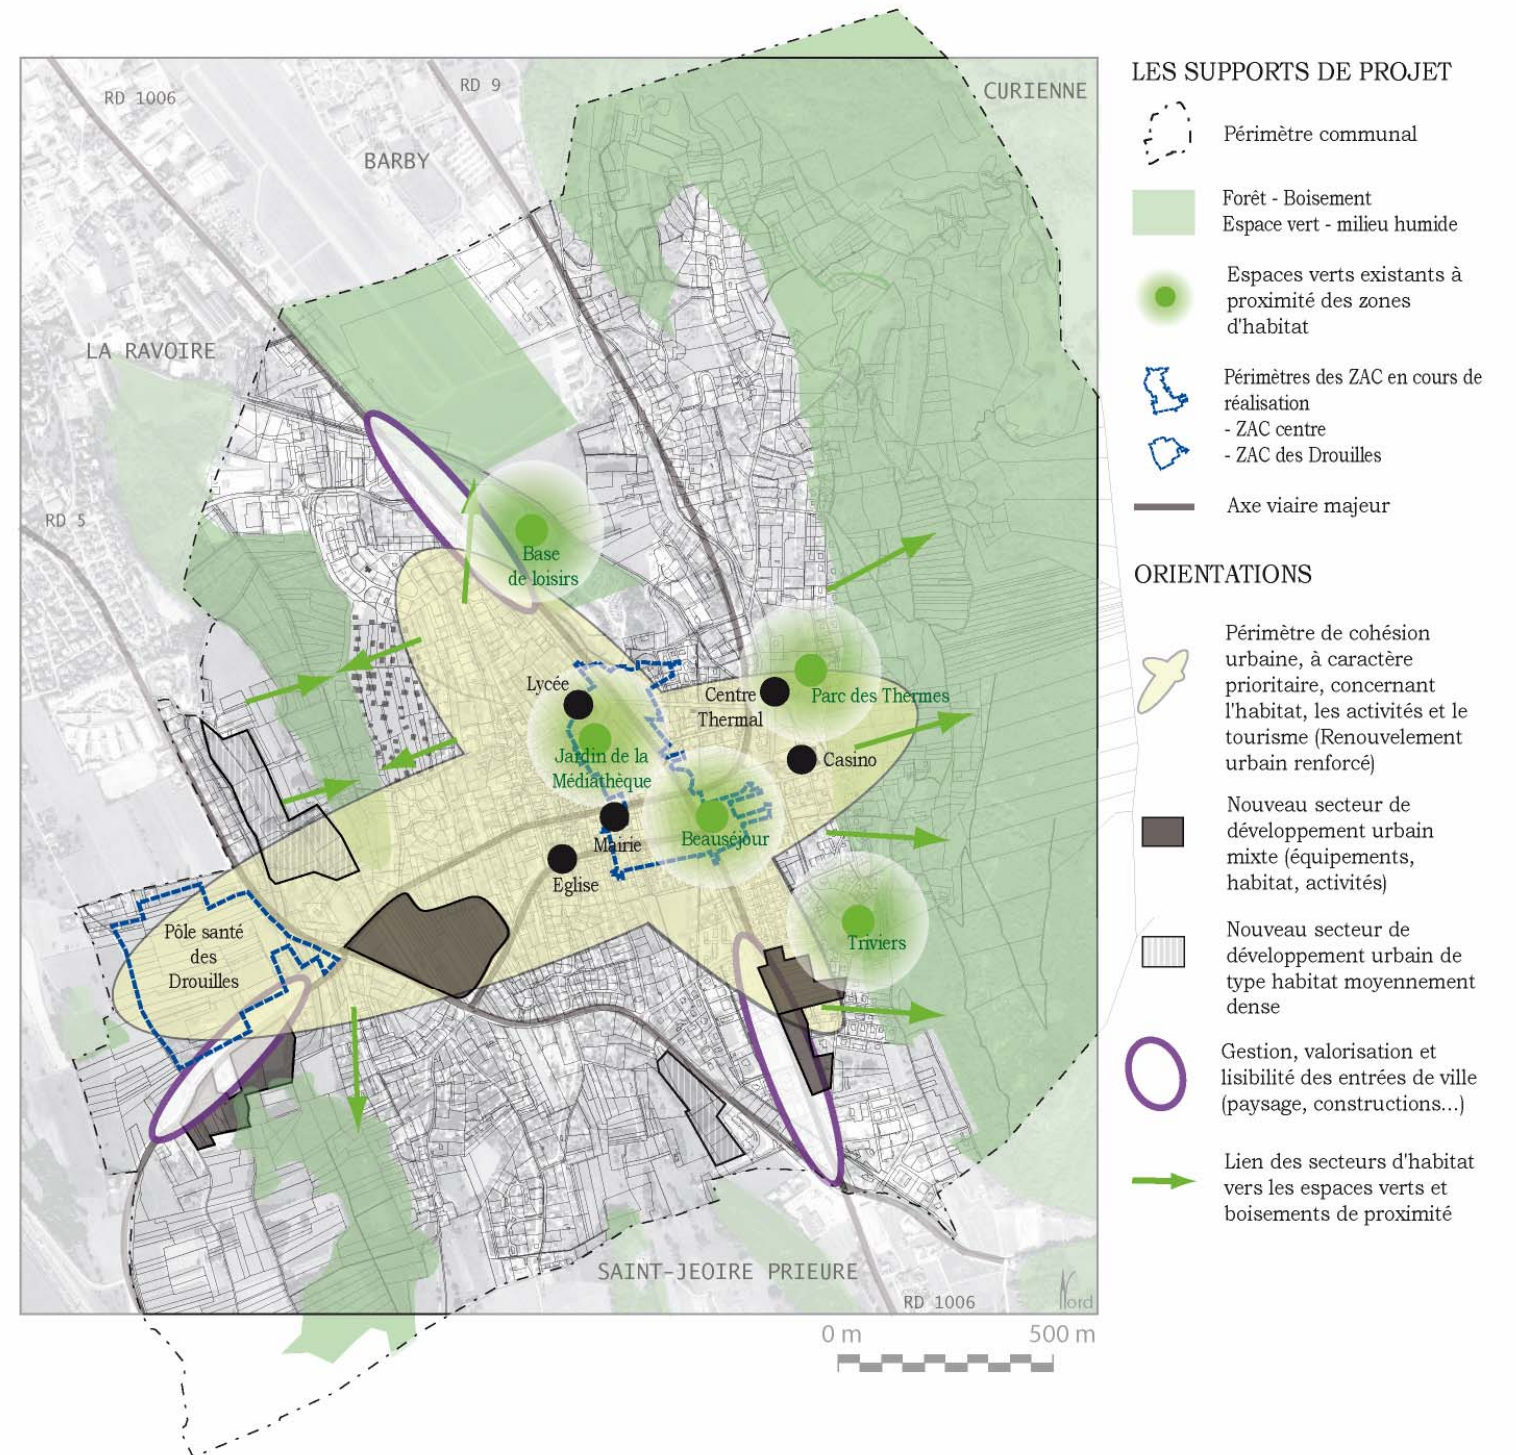 RD 1006
RD 9
CURIENNE
BARBY
LA RAVOIRE
RD 5
Base
de loisirs
Lycée
Centre
Thermal
Parc des Thermes
Jardin de la
Médiathèque
Casino
Mairie
Beauséjour
Eglise
Pôle santé
des
Drouilles
Triviers
SAINT-JEOIRE PRIEURE
RD 1006
Nord
0 m
500 m
LES SUPPORTS DE PROJET
Périmètre communal
Forêt - Boisement
Espace vert - milieu humide
Espaces verts existants à
proximité des zones
d'habitat
Périmètres des ZAC en cours de
réalisation
- ZAC centre
- ZAC des Drouilles
Axe viaire majeur
ORIENTATIONS
Périmètre de cohésion
urbaine, à caractère
prioritaire, concernant
l'habitat, les activités et le
tourisme (Renouvelement
urbain renforcé)
Nouveau secteur de
développement urbain
mixte (équipements,
habitat, activités)
Nouveau secteur de
dévelopement urbain de
type habitat moyennement
dense
Gestion, valorisation et
lisibilité des entrées de ville
(paysage, constructions...)
Lien des secteurs d'habitat
vers les espaces verts et
boisements de proximité